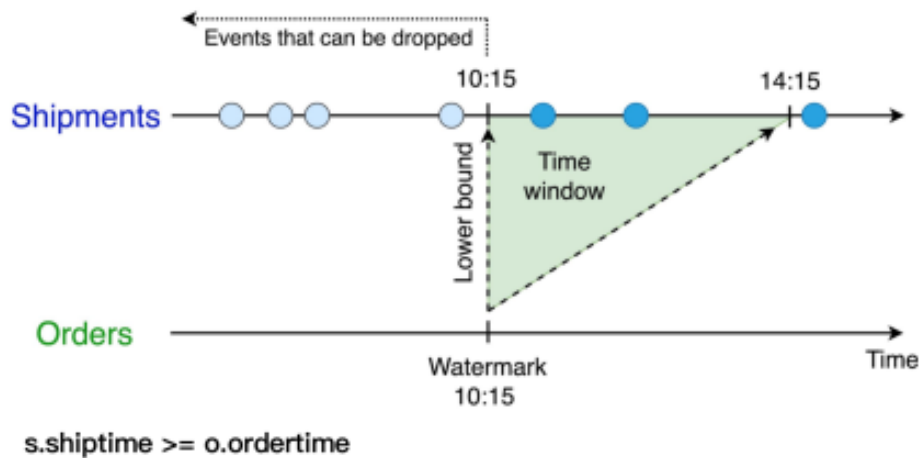 Events that can be dropped
10:15
14:15
Shipments
Time
window
Lower bound
Orders
Time
Watermark
10:15
s.shiptime >= o.ordertime